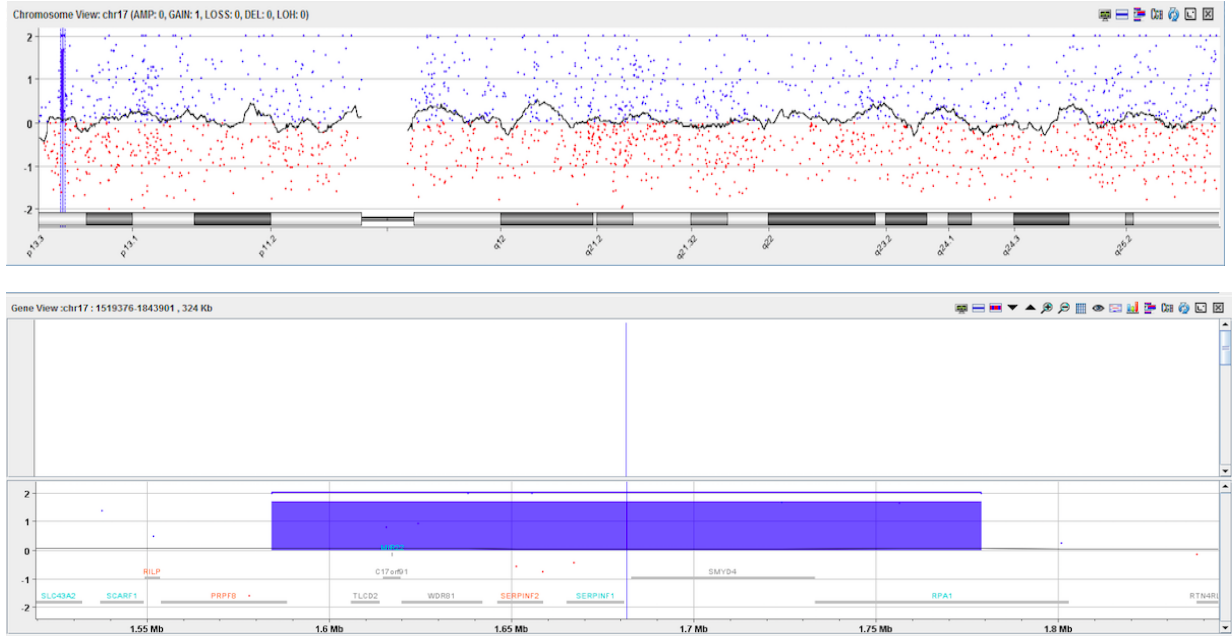 Chromosome View: chr17 (AMP: 0, GAIN: 1, LOSS: 0, DEL: 0, LOH: 0)
2
1
0
-1
-2
p13.3 p13.1 p11.2 q12 q21.2 q21.32 q22 q23.2 q24.1 q24.3 q25.2
Gene View :chr17 : 1519376-1843901 , 324 Kb
2
1
0
MIR22
-1
RILP C17orf91 SMYD4
SLC43A2 SCARF1 PRPF8 TLCD2 WDR81 SERPINF2 SERPINF1 RPA1 RTN4RL
-2
1.55 Mb 1.6 Mb 1.65 Mb 1.7 Mb 1.75 Mb 1.8 Mb